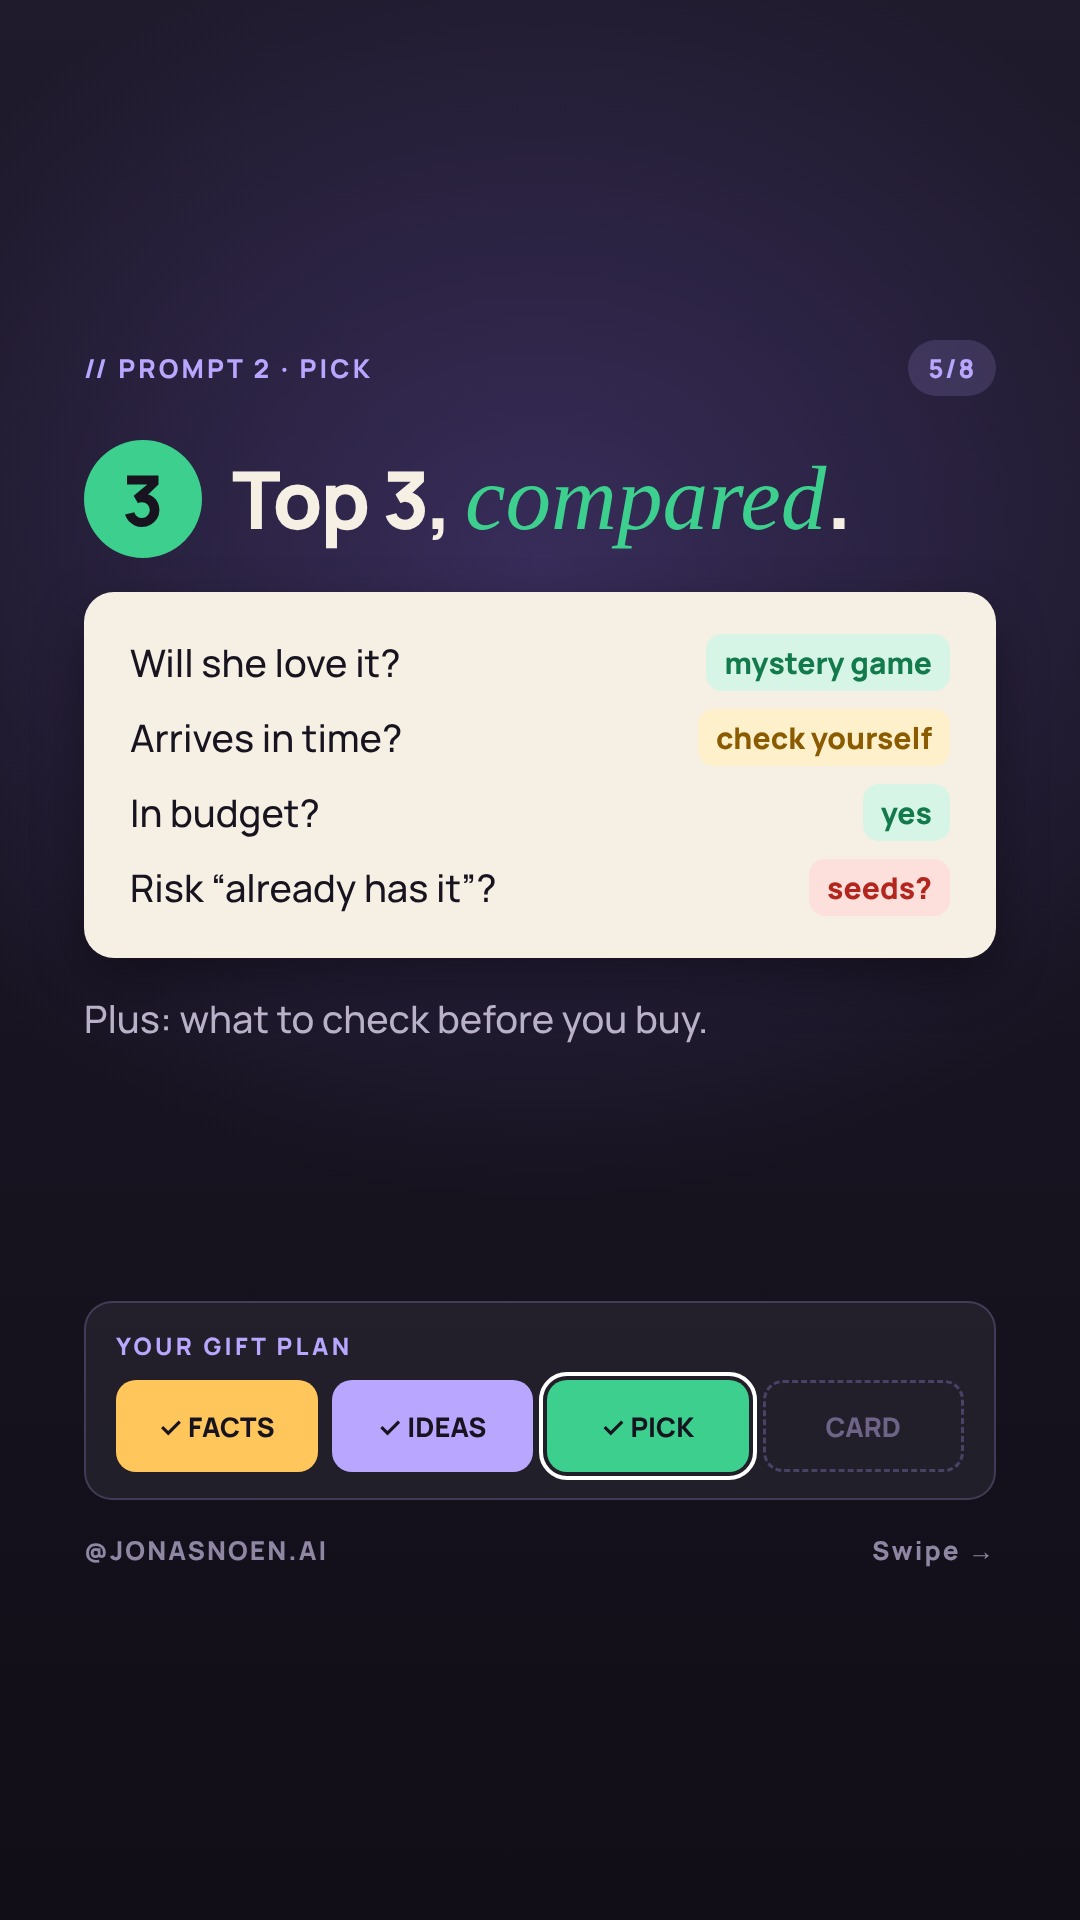 // PROMPT 2 · PICK
5/8
3 Top 3, compared.
Will she love it? mystery game
Arrives in time? check yourself
In budget? yes
Risk “already has it”? seeds?
Plus: what to check before you buy.
YOUR GIFT PLAN
✓ FACTS ✓ IDEAS ✓ PICK CARD
@JONASNOEN.AI
Swipe →